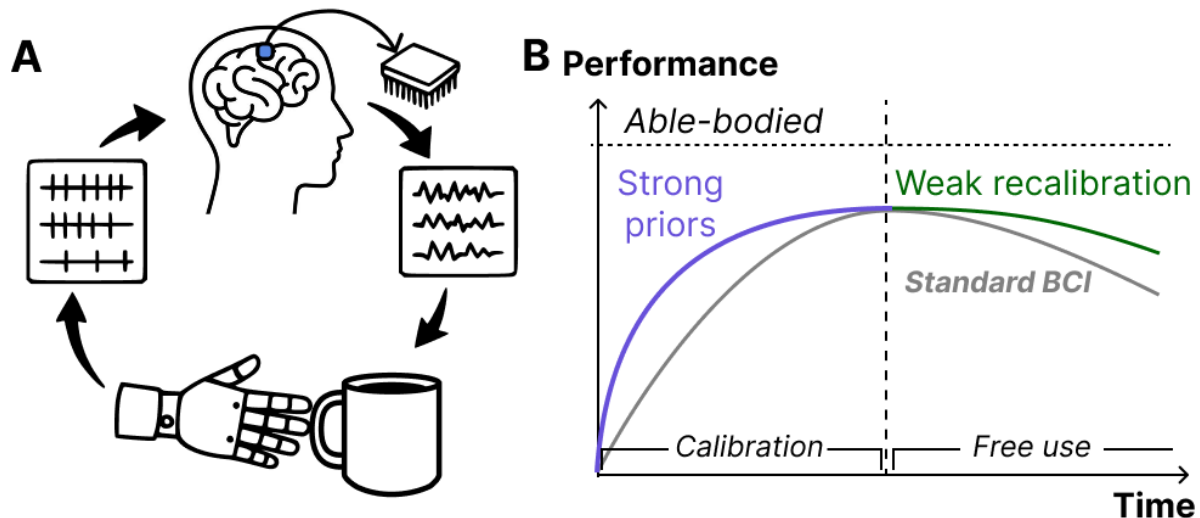 A
B
Performance
Able-bodied
Strong
priors
Weak recalibration
Standard BCI
Calibration
Free use
Time